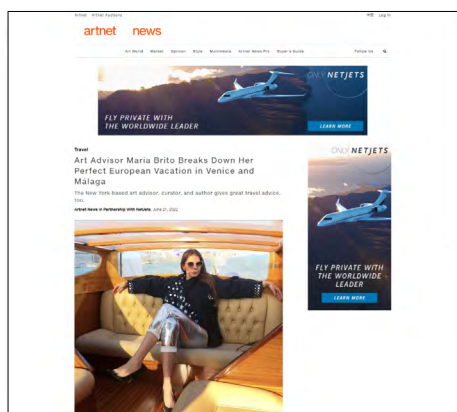 Artnet Artnet Auctions
中文 Log In
artnet news
Art World Market Opinion Style Multimedia Artnet News Pro Buyer's Guide Follow Us
ONLY NETJETS
FLY PRIVATE WITH
THE WORLDWIDE LEADER
LEARN MORE
Travel
Art Advisor Maria Brito Breaks Down Her
Perfect European Vacation in Venice and
Málaga
The New York-based art advisor, curator, and author gives great travel advice,
too.
Artnet News in Partnership With NetJets, June 21, 2022
ONLY NETJETS
FLY PRIVATE WITH
THE WORLDWIDE
LEADER
LEARN MORE